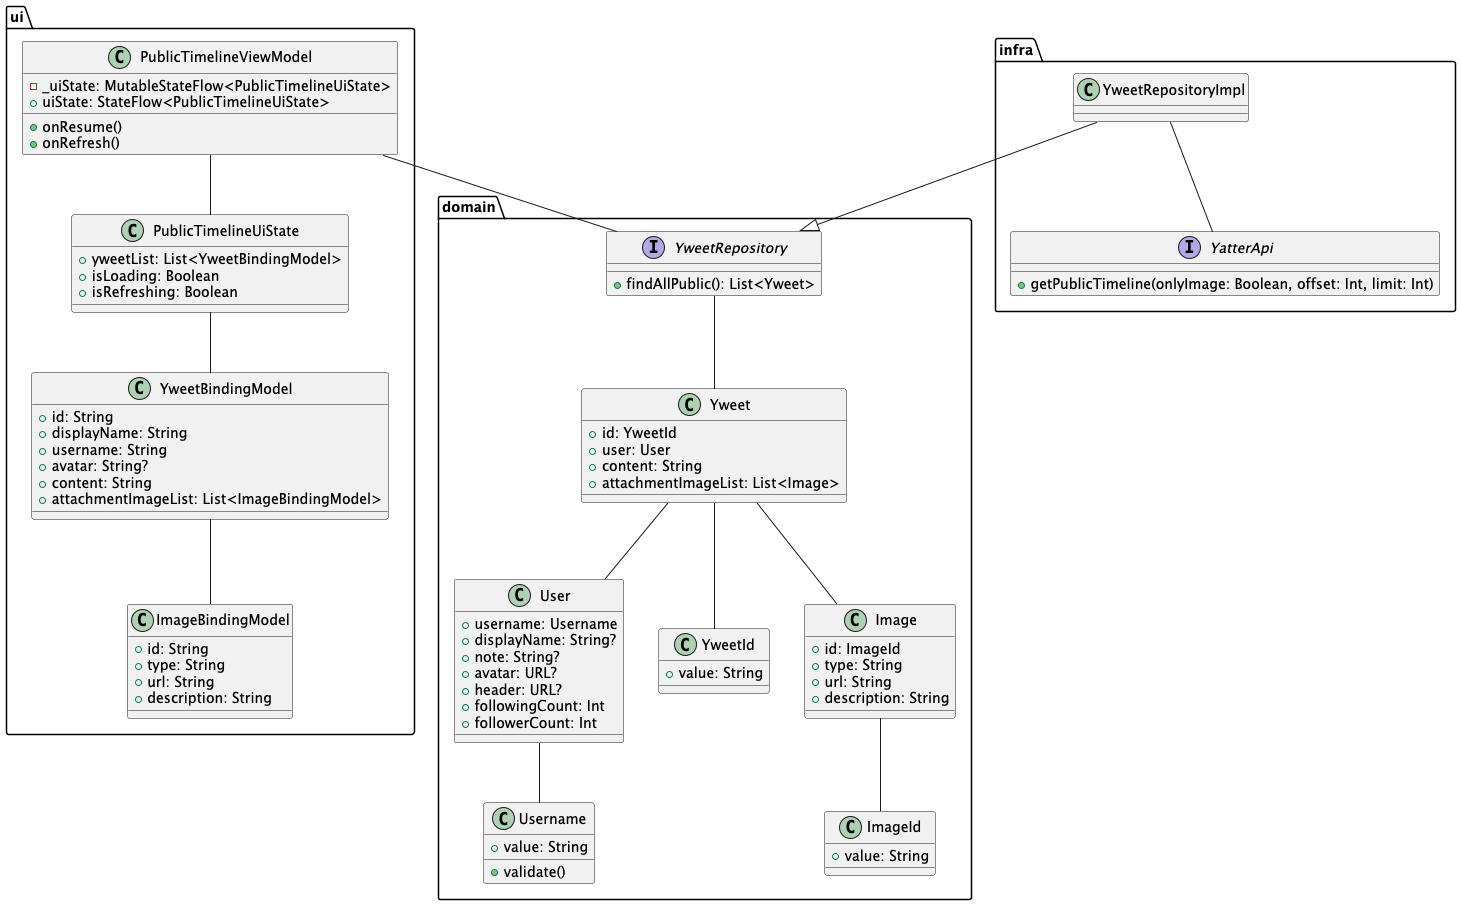 ui
C PublicTimelineViewModel
_uiState: MutableStateFlow<PublicTimelineUiState>
uiState: StateFlow<PublicTimelineUiState>
onResume()
onRefresh()
C PublicTimelineUiState
yweetList: List<YweetBindingModel>
isLoading: Boolean
isRefreshing: Boolean
C YweetBindingModel
id: String
displayName: String
username: String
avatar: String?
content: String
attachmentImageList: List<ImageBindingModel>
C ImageBindingModel
id: String
type: String
url: String
description: String
domain
I YweetRepository
findAllPublic(): List<Yweet>
C Yweet
id: YweetId
user: User
content: String
attachmentImageList: List<Image>
C User
username: Username
displayName: String?
note: String?
avatar: URL?
header: URL?
followingCount: Int
followerCount: Int
C YweetId
value: String
C Image
id: ImageId
type: String
url: String
description: String
C Username
value: String
validate()
C ImageId
value: String
infra
C YweetRepositoryImpl
I YatterApi
getPublicTimeline(onlyImage: Boolean, offset: Int, limit: Int)